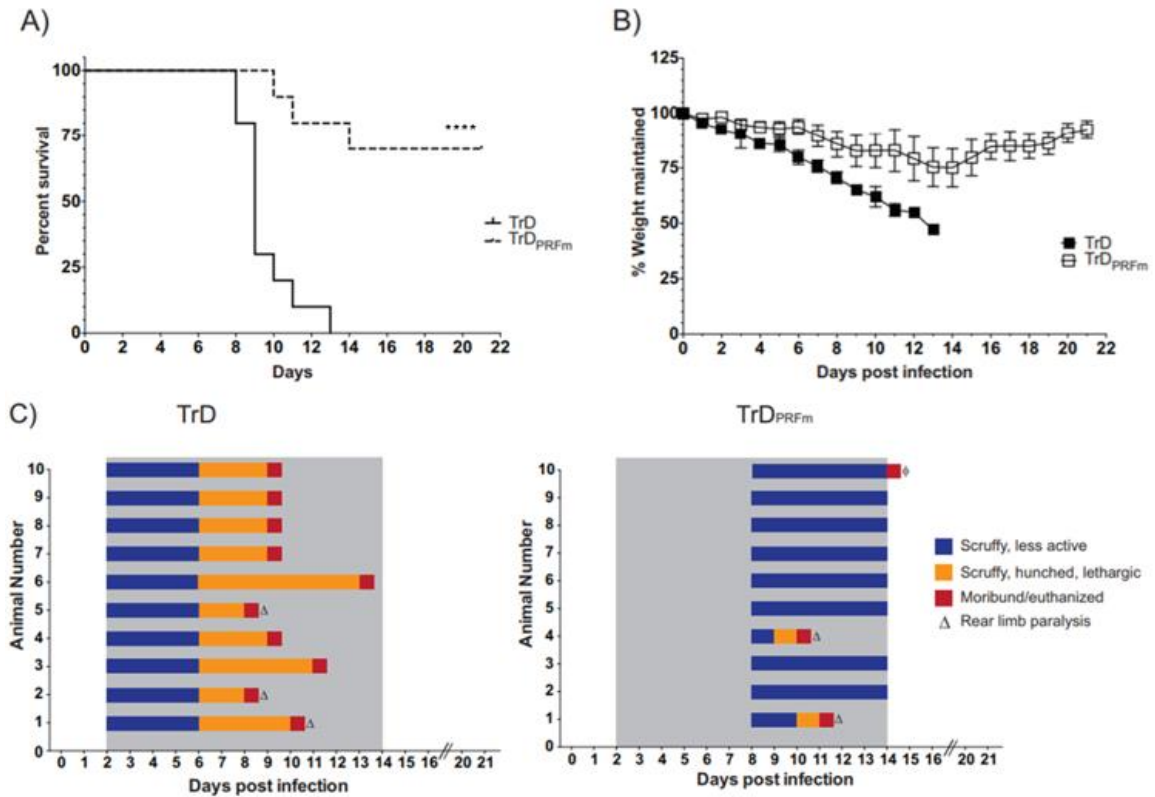 A)
Percent survival
100
75
50
25
0
****
TrD
TrD_PRFm
0 2 4 6 8 10 12 14 16 18 20 22
Days
B)
% Weight maintained
125
100
75
50
25
0
TrD
TrD_PRFm
0 2 4 6 8 10 12 14 16 18 20 21 22
Days post infection
C)
TrD
Animal Number
10
9
8
7
6
5 Δ
4
3
2 Δ
1 Δ
0
0 1 2 3 4 5 6 7 8 9 10 11 12 13 14 15 16 // 20 21
Days post infection
TrD_PRFm
Animal Number
10 ◊
9
8
7
6
5
4 Δ
3
2
1 Δ
0
0 1 2 3 4 5 6 7 8 9 10 11 12 13 14 15 16 // 20 21
Days post infection
Scruffy, less active
Scruffy, hunched, lethargic
Moribund/euthanized
Δ Rear limb paralysis